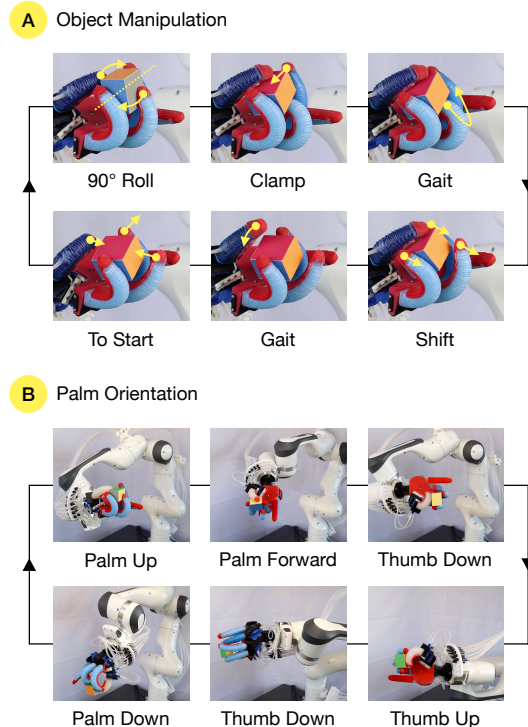 A Object Manipulation
90° Roll
Clamp
Gait
To Start
Gait
Shift
B Palm Orientation
Palm Up
Palm Forward
Thumb Down
Palm Down
Thumb Down
Thumb Up